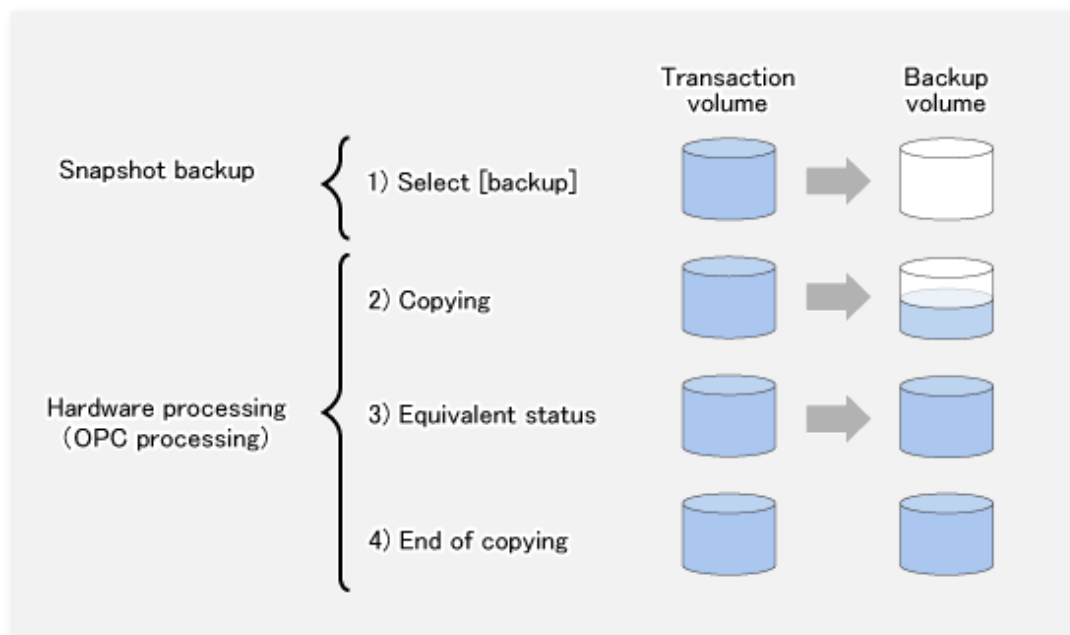 Transaction
volume
Backup
volume
Snapshot backup
1) Select [backup]
2) Copying
Hardware processing
(OPC processing)
3) Equivalent status
4) End of copying